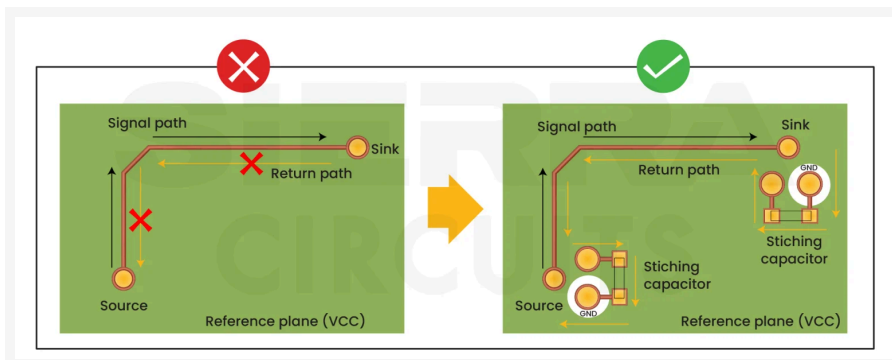 SIERRA
CIRCUITS
Signal path
Sink
Return path
Source
Reference plane (VCC)
Signal path
Sink
Return path
GND
Stiching
capacitor
Stiching
capacitor
Source
GND
Reference plane (VCC)